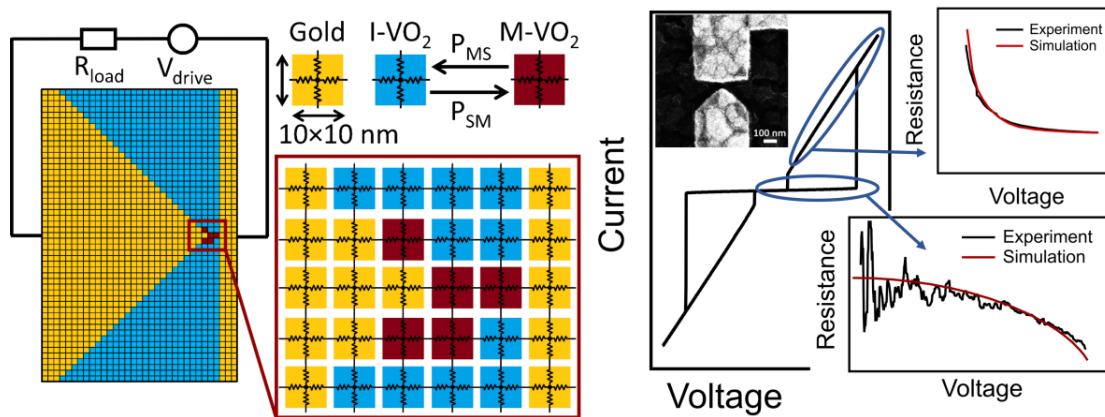 R_load
V_drive
Gold
I-VO₂
P_MS
M-VO₂
P_SM
10×10 nm
Current
Voltage
100 nm
Resistance
Experiment
Simulation
Voltage
Resistance
Experiment
Simulation
Voltage